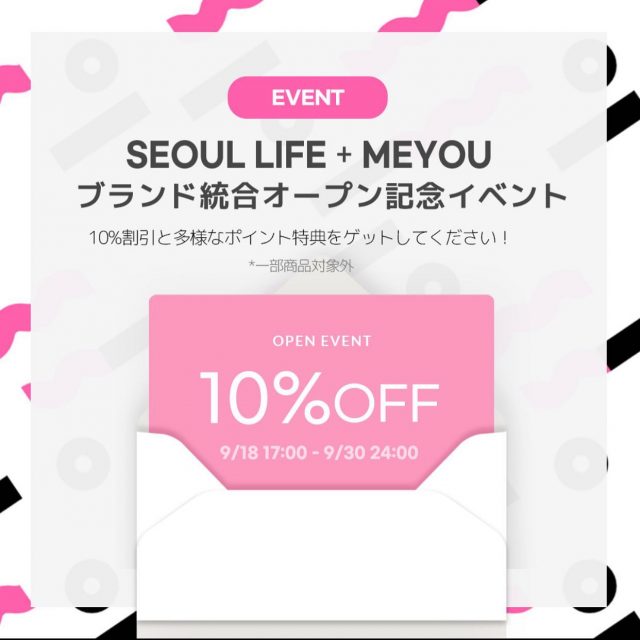 EVENT
SEOUL LIFE + MEYOU
ブランド統合オープン記念イベント
10%割引と多様なポイント特典をゲットしてください！
*一部商品対象外
OPEN EVENT
10%OFF
9/18 17:00 - 9/30 24:00